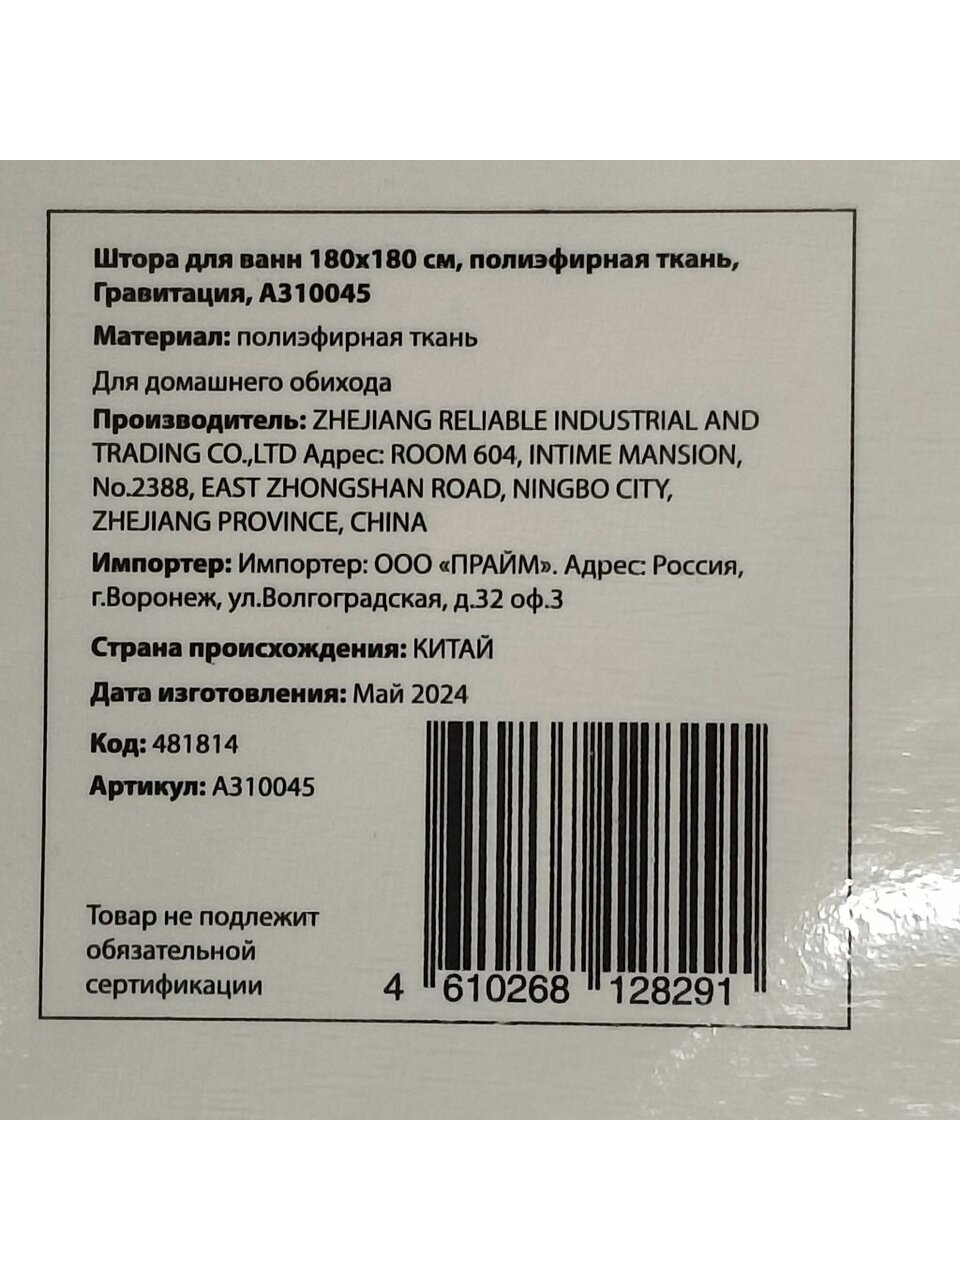 Штора для ванн 180х180 см, полиэфирная ткань,
Гравитация, А310045
Материал: полиэфирная ткань
Для домашнего обихода
Производитель: ZHEJIANG RELIABLE INDUSTRIAL AND
TRADING CO.,LTD Адрес: ROOM 604, INTIME MANSION,
No.2388, EAST ZHONGSHAN ROAD, NINGBO CITY,
ZHEJIANG PROVINCE, CHINA
Импортер: Импортер: ООО «ПРАЙМ». Адрес: Россия,
г.Воронеж, ул.Волгоградская, д.32 оф.3
Страна происхождения: КИТАЙ
Дата изготовления: Май 2024
Код: 481814
Артикул: А310045
Товар не подлежит
обязательной
сертификации
4 610268 128291